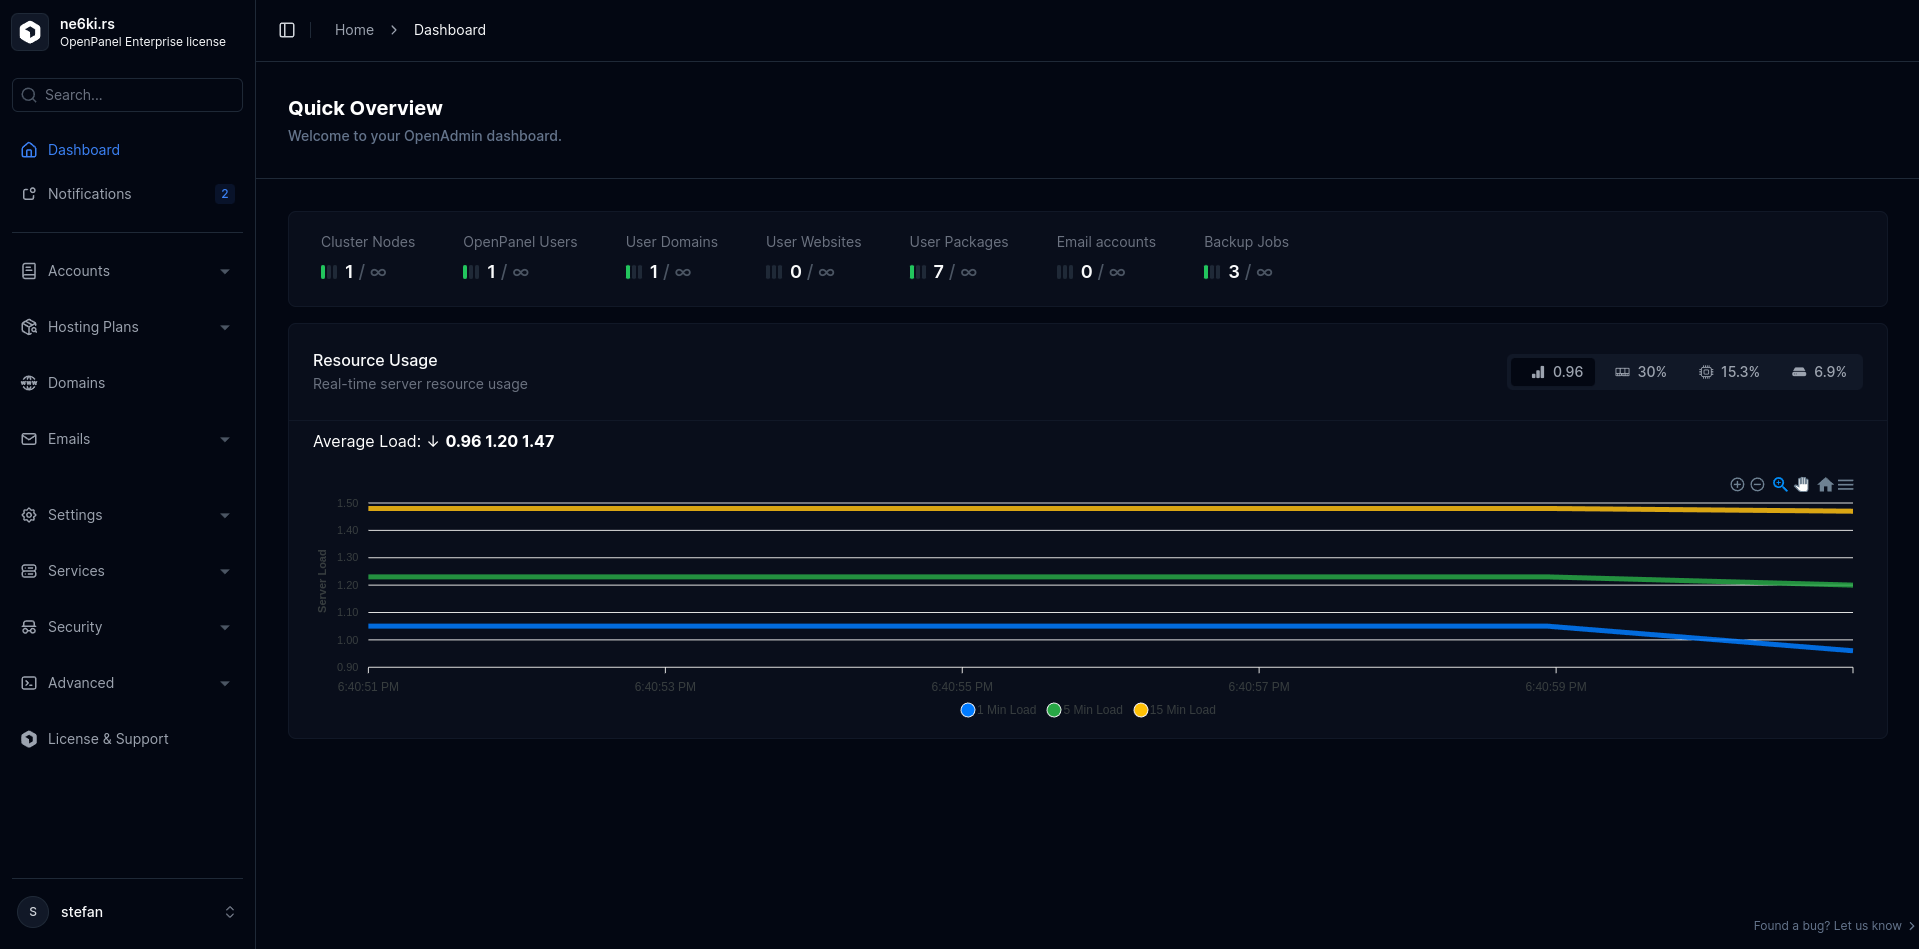 ne6ki.rs
OpenPanel Enterprise license
Search...
Dashboard
Notifications 2
Accounts
Hosting Plans
Domains
Emails
Settings
Services
Security
Advanced
License & Support
S stefan
Home > Dashboard
Quick Overview
Welcome to your OpenAdmin dashboard.
Cluster Nodes OpenPanel Users User Domains User Websites User Packages Email accounts Backup Jobs
1 / ∞ 1 / ∞ 1 / ∞ 0 / ∞ 7 / ∞ 0 / ∞ 3 / ∞
Resource Usage
Real-time server resource usage
0.96 30% 15.3% 6.9%
Average Load: ↓ 0.96 1.20 1.47
Server Load
1.50
1.40
1.30
1.20
1.10
1.00
0.90
6:40:51 PM 6:40:53 PM 6:40:55 PM 6:40:57 PM 6:40:59 PM
1 Min Load 5 Min Load 15 Min Load
Found a bug? Let us know >